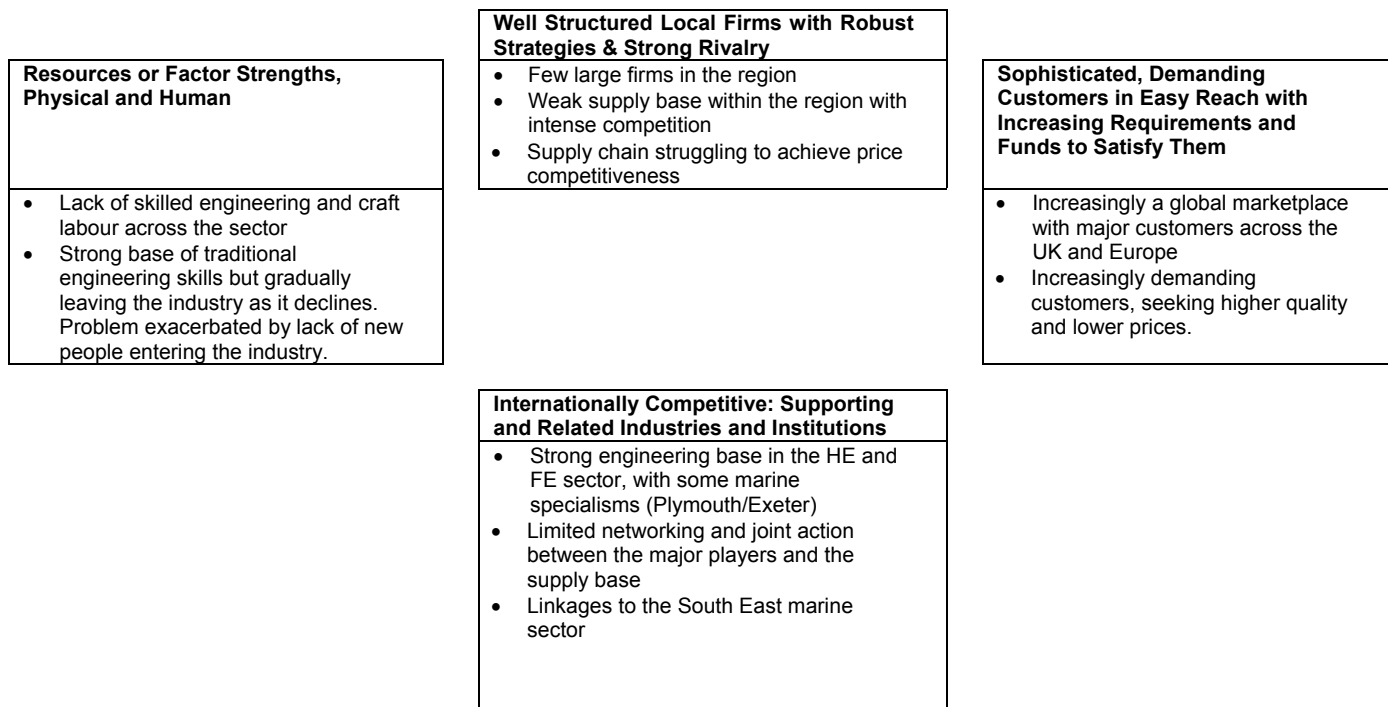 Well Structured Local Firms with Robust
Strategies & Strong Rivalry
• Few large firms in the region
• Weak supply base within the region with
intense competition
• Supply chain struggling to achieve price
competitiveness
Resources or Factor Strengths,
Physical and Human
• Lack of skilled engineering and craft
labour across the sector
• Strong base of traditional
engineering skills but gradually
leaving the industry as it declines.
Problem exacerbated by lack of new
people entering the industry.
Sophisticated, Demanding
Customers in Easy Reach with
Increasing Requirements and
Funds to Satisfy Them
• Increasingly a global marketplace
with major customers across the
UK and Europe
• Increasingly demanding
customers, seeking higher quality
and lower prices.
Internationally Competitive: Supporting
and Related Industries and Institutions
• Strong engineering base in the HE and
FE sector, with some marine
specialisms (Plymouth/Exeter)
• Limited networking and joint action
between the major players and the
supply base
• Linkages to the South East marine
sector